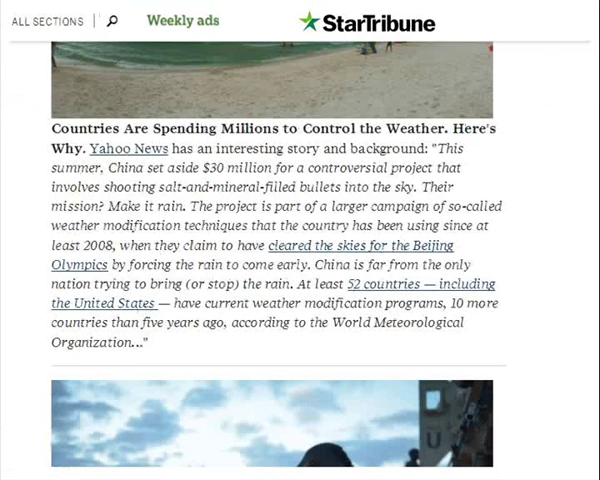 ALL SECTIONS
Weekly ads
StarTribune
Countries Are Spending Millions to Control the Weather. Here's
Why. Yahoo News has an interesting story and background: "This
summer, China set aside $30 million for a controversial project that
involves shooting salt-and-mineral-filled bullets into the sky. Their
mission? Make it rain. The project is part of a larger campaign of so-called
weather modification techniques that the country has been using since at
least 2008, when they claim to have cleared the skies for the Beijing
Olympics by forcing the rain to come early. China is far from the only
nation trying to bring (or stop) the rain. At least 52 countries — including
the United States — have current weather modification programs, 10 more
countries than five years ago, according to the World Meteorological
Organization..."
U